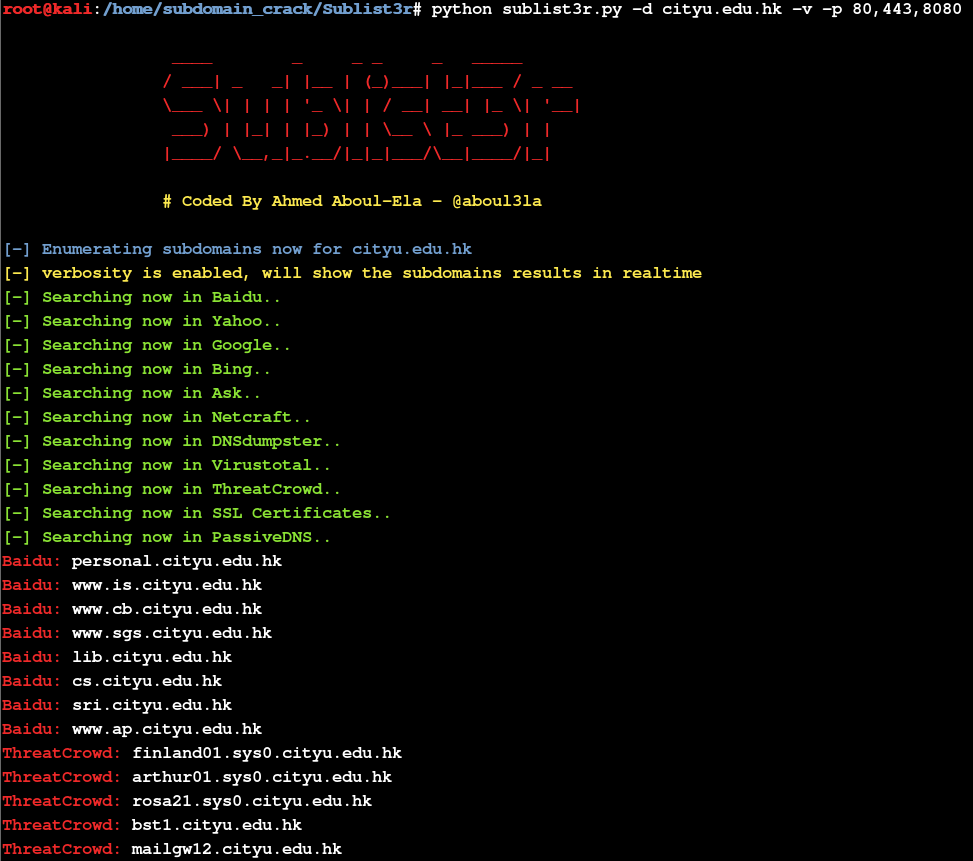 root@kali:/home/subdomain_crack/Sublist3r# python sublist3r.py -d cityu.edu.hk -v -p 80,443,8080
Sublist3r
# Coded By Ahmed Aboul-Ela - @aboul3la
[-] Enumerating subdomains now for cityu.edu.hk
[-] verbosity is enabled, will show the subdomains results in realtime
[-] Searching now in Baidu..
[-] Searching now in Yahoo..
[-] Searching now in Google..
[-] Searching now in Bing..
[-] Searching now in Ask..
[-] Searching now in Netcraft..
[-] Searching now in DNSdumpster..
[-] Searching now in Virustotal..
[-] Searching now in ThreatCrowd..
[-] Searching now in SSL Certificates..
[-] Searching now in PassiveDNS..
Baidu: personal.cityu.edu.hk
Baidu: www.is.cityu.edu.hk
Baidu: www.cb.cityu.edu.hk
Baidu: www.sgs.cityu.edu.hk
Baidu: lib.cityu.edu.hk
Baidu: cs.cityu.edu.hk
Baidu: sri.cityu.edu.hk
Baidu: www.ap.cityu.edu.hk
ThreatCrowd: finland01.sys0.cityu.edu.hk
ThreatCrowd: arthur01.sys0.cityu.edu.hk
ThreatCrowd: rosa21.sys0.cityu.edu.hk
ThreatCrowd: bst1.cityu.edu.hk
ThreatCrowd: mailgw12.cityu.edu.hk